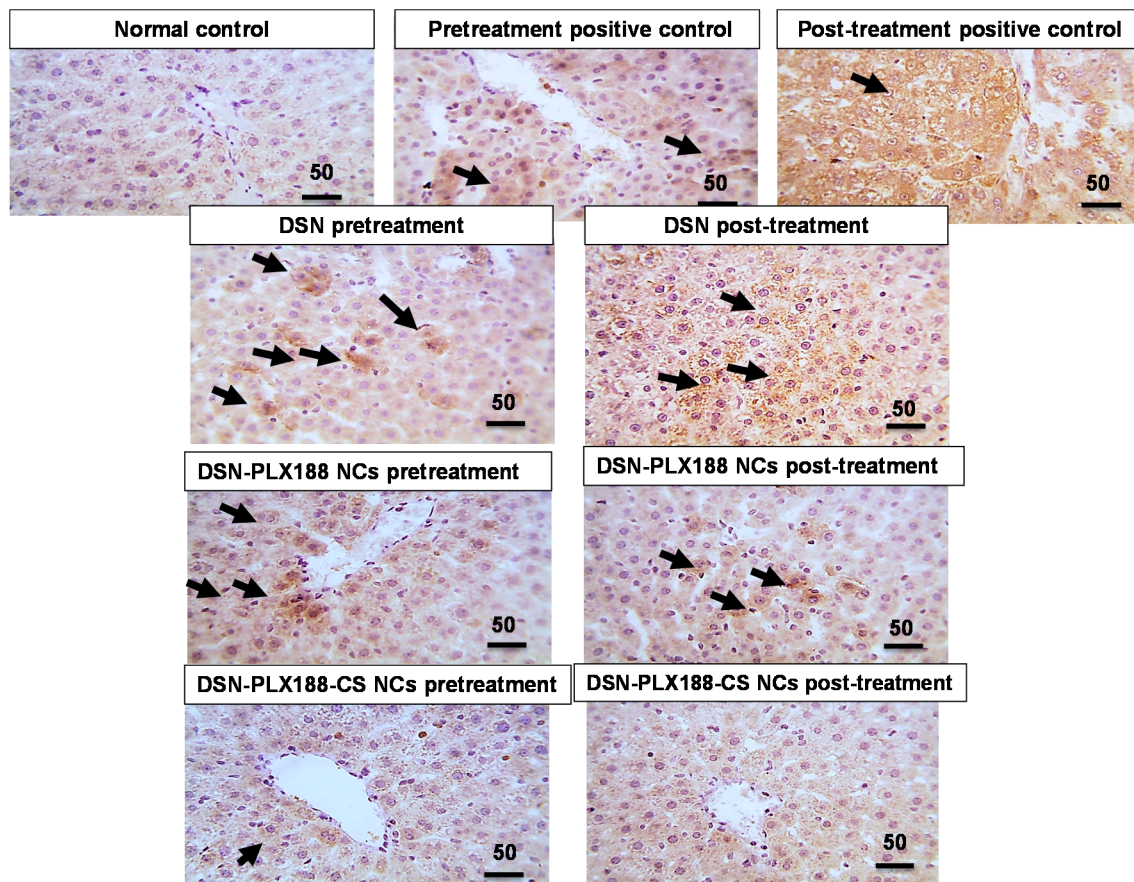 Normal control
Pretreatment positive control
Post-treatment positive control
50
50
50
DSN pretreatment
DSN post-treatment
50
50
DSN-PLX188 NCs pretreatment
DSN-PLX188 NCs post-treatment
50
50
DSN-PLX188-CS NCs pretreatment
DSN-PLX188-CS NCs post-treatment
50
50